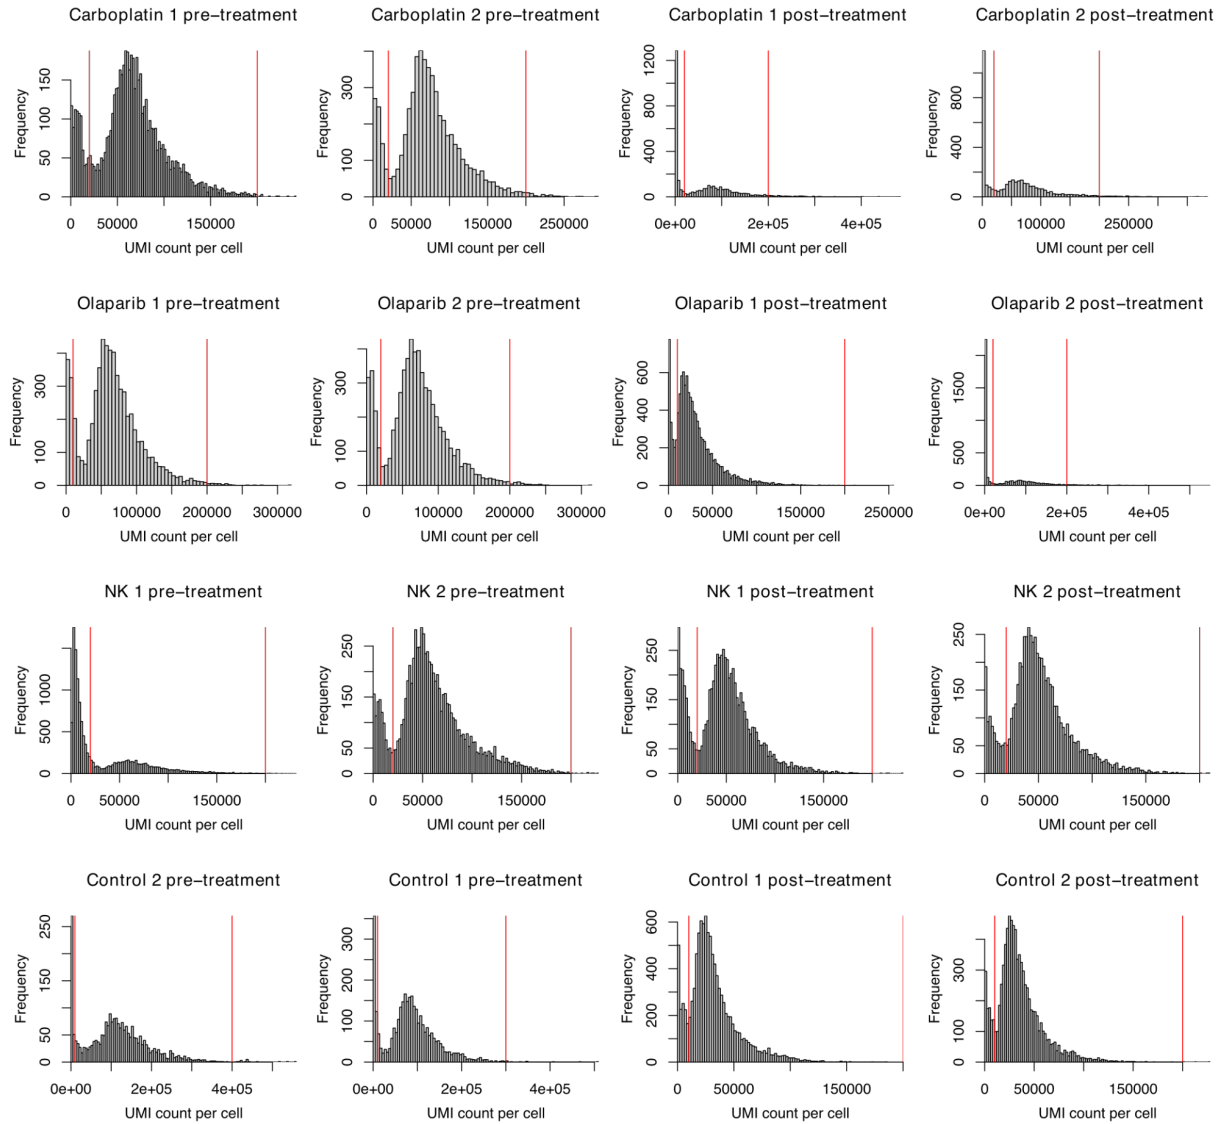 Carboplatin 1 pre−treatment
Frequency
0 50 100 150
0 50000 150000
UMI count per cell
Carboplatin 2 pre−treatment
Frequency
0 100 300
0 50000 150000 250000
UMI count per cell
Carboplatin 1 post−treatment
Frequency
0 400 800 1200
0e+00 2e+05 4e+05
UMI count per cell
Carboplatin 2 post−treatment
Frequency
0 400 800
0 100000 250000
UMI count per cell
Olaparib 1 pre−treatment
Frequency
0 100 300
0 100000 200000 300000
UMI count per cell
Olaparib 2 pre−treatment
Frequency
0 100 300
0 100000 200000 300000
UMI count per cell
Olaparib 1 post−treatment
Frequency
0 200 400 600
0 50000 150000 250000
UMI count per cell
Olaparib 2 post−treatment
Frequency
0 500 1500
0e+00 2e+05 4e+05
UMI count per cell
NK 1 pre−treatment
Frequency
0 500 1000
0 50000 150000
UMI count per cell
NK 2 pre−treatment
Frequency
0 50 150 250
0 50000 150000
UMI count per cell
NK 1 post−treatment
Frequency
0 50 150 250
0 50000 150000
UMI count per cell
NK 2 post−treatment
Frequency
0 50 150 250
0 50000 150000
UMI count per cell
Control 2 pre−treatment
Frequency
0 50 150 250
0e+00 2e+05 4e+05
UMI count per cell
Control 1 pre−treatment
Frequency
0 50 100 200 300
0e+00 2e+05 4e+05
UMI count per cell
Control 1 post−treatment
Frequency
0 200 400 600
0 50000 150000
UMI count per cell
Control 2 post−treatment
Frequency
0 100 300
0 50000 150000
UMI count per cell